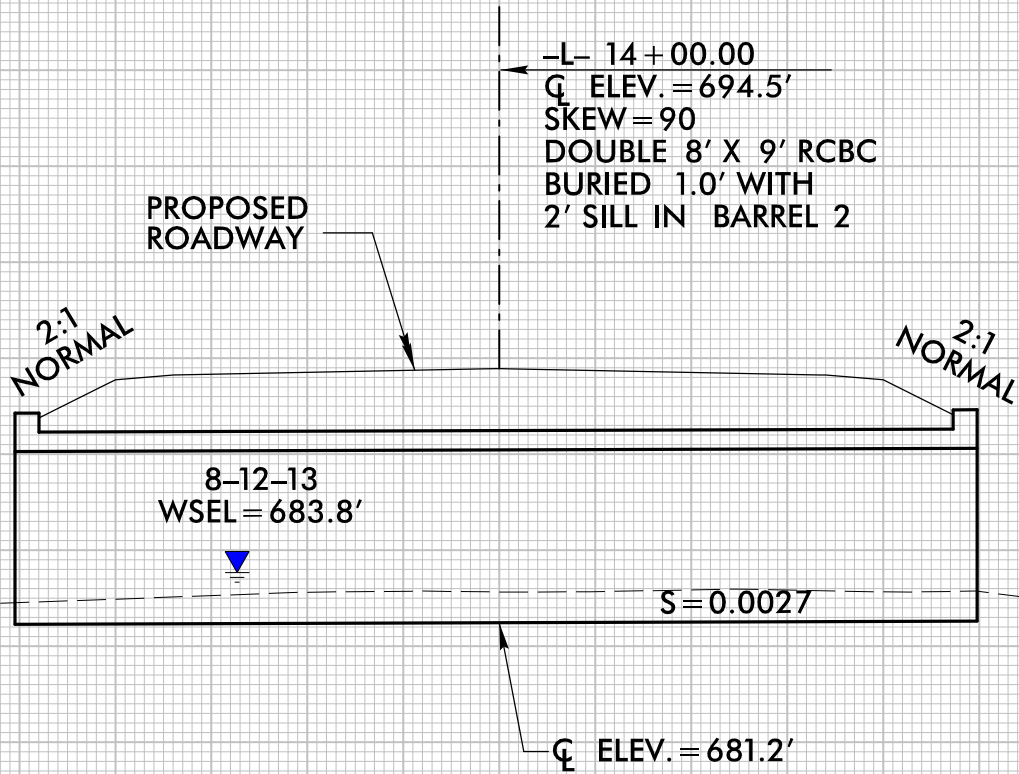 –L– 14+00.00
℄ ELEV.=694.5'
SKEW=90
DOUBLE 8' X 9' RCBC
BURIED 1.0' WITH
2' SILL IN BARREL 2
PROPOSED
ROADWAY
2:1
NORMAL
2:1
NORMAL
8–12–13
WSEL=683.8'
S=0.0027
℄ ELEV.=681.2'